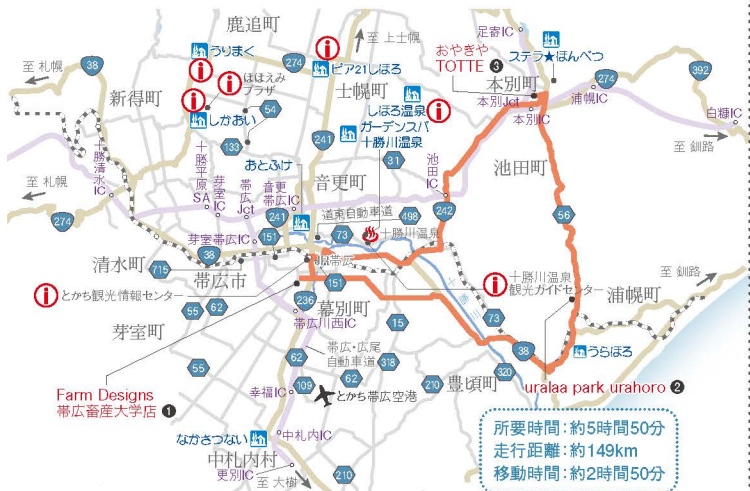 鹿追町
足寄IC
至 札幌
38
うりまく
274
至 上士幌
おやきや
TOTTE ❸
ステラ★ほんべつ
新得町
ほほえみ
プラザ
ピア21しほろ
士幌町
本別町
274
392
しかおい
54
しほろ温泉
本別Jct
浦幌IC
本別IC
白糠IC
133
241
ガーデンスパ
十勝川温泉
至 釧路
十勝清水IC
十勝平原SA
芽室IC
帯広Jct
音更帯広IC
おとふけ
31
池田町
池田IC
至 札幌
音更町
274
241
道東自動車道
498
242
56
芽室帯広IC
151
73
十勝川温泉
清水町
38
715
帯広市
JR帯広
十勝川温泉
観光ガイドセンター
至 釧路
とかち観光情報センター
151
浦幌町
55
62
236
幕別町
十勝川
73
芽室町
帯広川西IC
15
38
うらほろ
帯広・広尾
自動車道
62
318
320
55
62
109
幸福IC
とかち帯広空港
210
豊頃町
uralaa park urahoro ❷
Farm Designs
帯広畜産大学店 ❶
なかさつない
中札内IC
中札内村
更別IC
至 大樹
210
所要時間：約5時間50分
走行距離：約149km
移動時間：約2時間50分